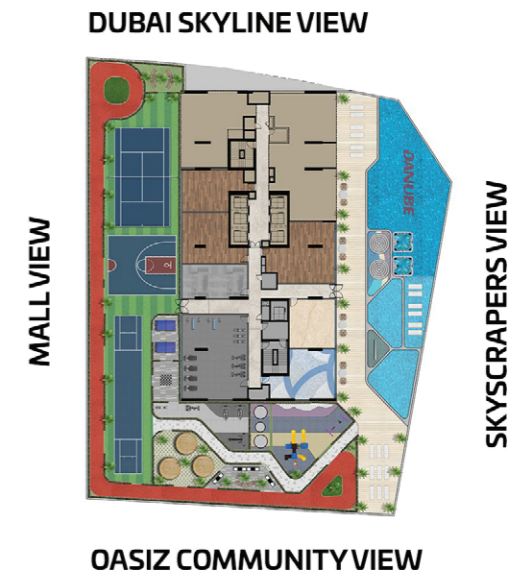 DUBAI SKYLINE VIEW
MALL VIEW
DANUBE
SKYSCRAPERS VIEW
OASIZ COMMUNITY VIEW